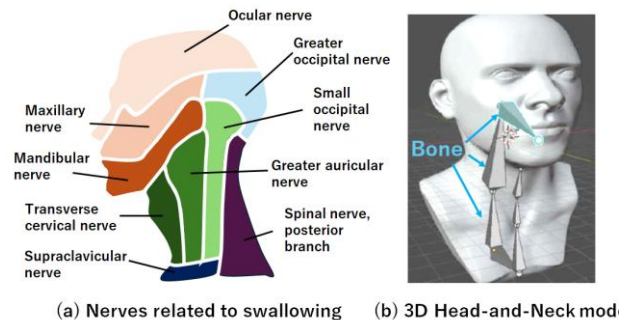 Ocular nerve
Greater
occipital nerve
Small
occipital
nerve
Maxillary
nerve
Mandibular
nerve
Greater auricular
nerve
Transverse
cervical nerve
Spinal nerve,
posterior
branch
Supraclavicular
nerve
Bone
(a) Nerves related to swallowing
(b) 3D Head-and-Neck mod